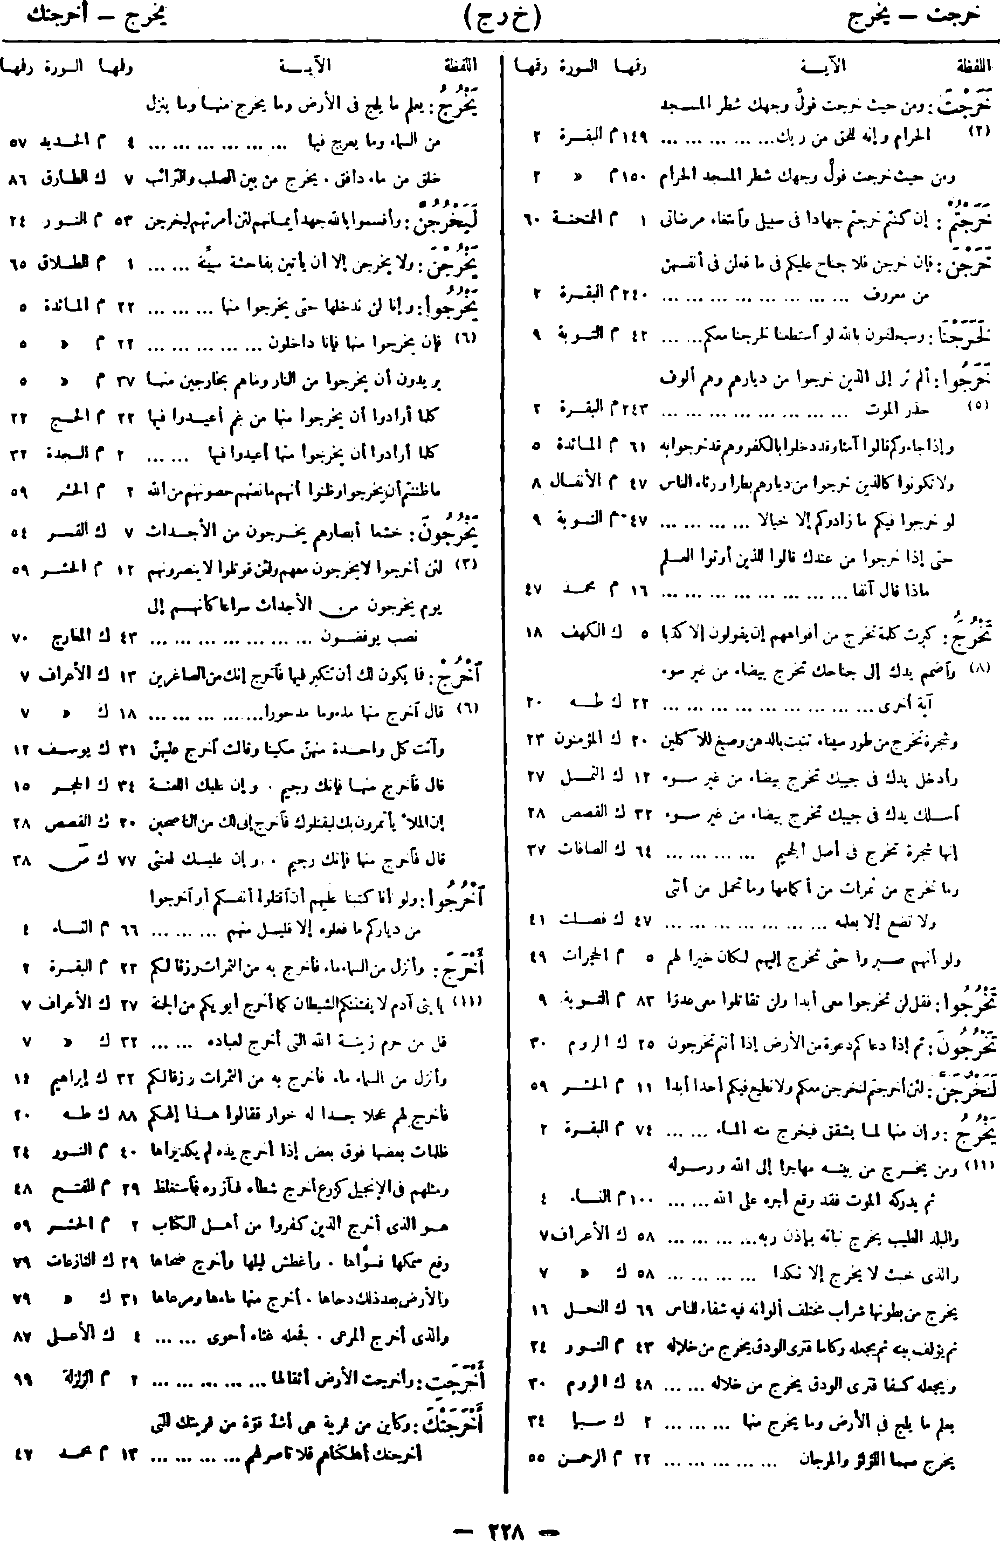 خرجت — يخرج (خ ر ج) يخرج — أخرجتك
اللفظة الآيــة رقمها السورة رقمها
خَرَجْتَ : ومن حيث خرجت فول وجهك شطر المسجد
(٢) الحرام وإنه للحق من ربك... ... ... ... ... ١٤٩ م البقرة ٢
ومن حيث خرجت فول وجهك شطر المسجد الحرام ١٥٠ م » ٢
خَرَجْتُمْ : إن كنتم خرجتم جهادا فى سبيلى وابتغاء مرضاتى ١ م الممتحنة ٦٠
خَرَجْنَ : فإن خرجن فلا جناح عليكم فى ما فعلن فى أنفسهن
من معروف ... ... ... ... ... ... ... ... ٢٤٠ م البقرة ٢
لَخَرَجْنَا : وسيحلفون بالله لو استطعنا لخرجنا معكم... ... ٤٢ م التوبة ٩
خَرَجُوا : ألم تر إلى الذين خرجوا من ديارهم وهم ألوف
(٥) حذر الموت ... ... ... ... ... ... ... ... ٢٤٣ م البقرة ٢
وإذا جاءوكم قالوا آمنا وقد دخلوا بالكفر وهم قد خرجوا به ٦١ م المائدة ٥
ولا تكونوا كالذين خرجوا من ديارهم بطرا ورئاء الناس ٤٧ م الأنفال ٨
لو خرجوا فيكم ما زادوكم إلا خبالا ... ... ... ... ٤٧ م التوبة ٩
حتى إذا خرجوا من عندك قالوا للذين أوتوا العلم
ماذا قال آنفا... ... ... ... ... ... ... ... ١٦ م محمد ٤٧
تَخْرُجُ : كبرت كلمة تخرج من أفواههم إن يقولون إلا كذبا ٥ ك الكهف ١٨
(٨) واضمم يدك إلى جناحك تخرج بيضاء من غير سوء
آية أخرى ... ... ... ... ... ... ... ... ٢٢ ك طــه ٢٠
وشجرة تخرج من طور سيناء تنبت بالدهن وصبغ للآكلين ٢٠ ك المؤمنون ٢٣
وأدخل يدك فى جيبك تخرج بيضاء من غير سوء ١٢ ك النمل ٢٧
اسلك يدك فى جيبك تخرج بيضاء من غير سوء ٣٢ ك القصص ٢٨
إنها شجرة تخرج فى أصل الجحيم ... ... ... ... ٦٤ ك الصافات ٣٧
وما تخرج من ثمرات من أكمامها وما تحمل من أنثى
ولا تضع إلا بعلمه ... ... ... ... ... ... ٤٧ ك فصلت ٤١
ولو أنهم صبروا حتى تخرج إليهم لكان خيرا لهم ٥ م الحجرات ٤٩
تَخْرُجُوا : فقل لن تخرجوا معى أبدا ولن تقاتلوا معى عدوّا ٨٣ م التوبة ٩
تَخْرُجُونَ : ثم إذا دعاكم دعوة من الأرض إذا أنتم تخرجون ٢٥ ك الروم ٣٠
لَنَخْرُجَنَّ : لئن أخرجتم لنخرجن معكم ولا نطيع فيكم أحدا أبدا ١١ م الحشر ٥٩
يَخْرُجُ : وإن منها لما يشقق فيخرج منه الماء ... ... ٧٤ م البقرة ٢
(١١) ومن يخرج من بيته مهاجرا إلى الله ورسوله
ثم يدركه الموت فقد وقع أجره على الله ... ... ١٠٠ م النساء ٤
والبلد الطيب يخرج نباته بإذن ربه... ... ... ... ٥٨ ك الأعراف ٧
والذى خبث لا يخرج إلا نكدا ... ... ... ... ٥٨ ك » ٧
يخرج من بطونها شراب مختلف ألوانه فيه شفاء للناس ٦٩ ك النحل ١٦
ثم يؤلف بينه ثم يجعله ركاما فترى الودق يخرج من خلاله ٤٣ م النور ٢٤
ويجعله كسفا فترى الودق يخرج من خلاله ... ... ٤٨ ك الروم ٣٠
يعلم ما يلج فى الأرض وما يخرج منها ... ... ... ٢ ك سبإ ٣٤
يخرج منهما اللؤلؤ والمرجان ... ... ... ... ٢٢ م الرحمن ٥٥
اللفظة الآيــة رقمها السورة رقمها
يَخْرُجُ : يعلم ما يلج فى الأرض وما يخرج منها وما ينزل
من السماء وما يعرج فيها ... ... ... ... ... ٤ م الحديد ٥٧
خلق من ماء دافق . يخرج من بين الصلب والترائب ٧ ك الطارق ٨٦
لَيَخْرُجُنَّ : وأقسموا بالله جهد أيمانهم لئن أمرتهم ليخرجن ٥٣ م النور ٢٤
يَخْرُجْنَ : ولا يخرجن إلا أن يأتين بفاحشة مبيّنة ... ... ١ م الطلاق ٦٥
يَخْرُجُوا : وإنا لن ندخلها حتى يخرجوا منها ... ... ... ٢٢ م المائدة ٥
(٦) فإن يخرجوا منها فإنا داخلون ... ... ... ... ... ٢٢ م » ٥
يريدون أن يخرجوا من النار وما هم بخارجين منها ٣٧ م » ٥
كلما أرادوا أن يخرجوا منها من غم أعيدوا فيها ٢٢ م الحج ٢٢
كلما أرادوا أن يخرجوا منها أعيدوا فيها ... ... ٢٠ م السجدة ٣٢
ما ظننتم أن يخرجوا وظنوا أنهم مانعتهم حصونهم من الله ٢ م الحشر ٥٩
يَخْرُجُونَ : خشعا أبصارهم يخرجون من الأجداث ٧ ك القمر ٥٤
(٣) لئن أخرجوا لا يخرجون معهم ولئن قوتلوا لا ينصرونهم ١٢ م الحشر ٥٩
يوم يخرجون من الأجداث سراعا كأنهم إلى
نصب يوفضون ... ... ... ... ... ... ... ٤٣ ك المعارج ٧٠
اُخْرُجْ : فما يكون لك أن تتكبر فيها فاخرج إنك من الصاغرين ١٣ ك الأعراف ٧
(٦) قال اخرج منها مذءوما مدحورا... ... ... ... ... ١٨ ك » ٧
وآتت كل واحدة منهن سكينا وقالت اخرج عليهن ٣١ ك يوسف ١٢
قال فاخرج منها فإنك رجيم . وإن عليك اللعنة ٣٤ ك الحجر ١٥
إن الملأ يأتمرون بك ليقتلوك فاخرج إنى لك من الناصحين ٢٠ ك القصص ٢٨
قال فاخرج منها فإنك رجيم . وإن عليك لعنتى ٧٧ ك ص ٣٨
اُخْرُجُوا : ولو أنا كتبنا عليهم أن اقتلوا أنفسكم أو اخرجوا
من دياركم ما فعلوه إلا قليل منهم ... ... ... ٦٦ م النساء ٤
أَخْرَجَ : وأنزل من السماء ماء فأخرج به من الثمرات رزقا لكم ٢٢ م البقرة ٢
(١١) يا بنى آدم لا يفتننكم الشيطان كما أخرج أبويكم من الجنة ٢٧ ك الأعراف ٧
قل من حرم زينة الله التى أخرج لعباده ... ... ٣٢ ك » ٧
وأنزل من السماء ماء فأخرج به من الثمرات رزقا لكم ٣٢ ك إبراهيم ١٤
فأخرج لهم عجلا جسدا له خوار فقالوا هذا إلهكم ٨٨ ك طــه ٢٠
ظلمات بعضها فوق بعض إذا أخرج يده لم يكد يراها ٤٠ م النور ٢٤
ومثلهم فى الإنجيل كزرع أخرج شطأه فآزره فاستغلظ ٢٩ م الفتح ٤٨
هو الذى أخرج الذين كفروا من أهل الكتاب ٢ م الحشر ٥٩
رفع سمكها فسوّاها . وأغطش ليلها وأخرج ضحاها ٢٩ ك النازعات ٧٩
والأرض بعد ذلك دحاها . أخرج منها ماءها ومرعاها ٣١ ك » ٧٩
والذى أخرج المرعى . فجعله غثاء أحوى ... ... ٤ ك الأعلى ٨٧
أَخْرَجَتِ : وأخرجت الأرض أثقالها... ... ... ... ... ... ٢ م الزلزلة ٩٩
أَخْرَجَتْكَ : وكأين من قرية هى أشد قوّة من قريتك التى
أخرجتك أهلكناهم فلا ناصر لهم ... ... ... ... ١٣ م محمد ٤٧
— ٢٢٨ —